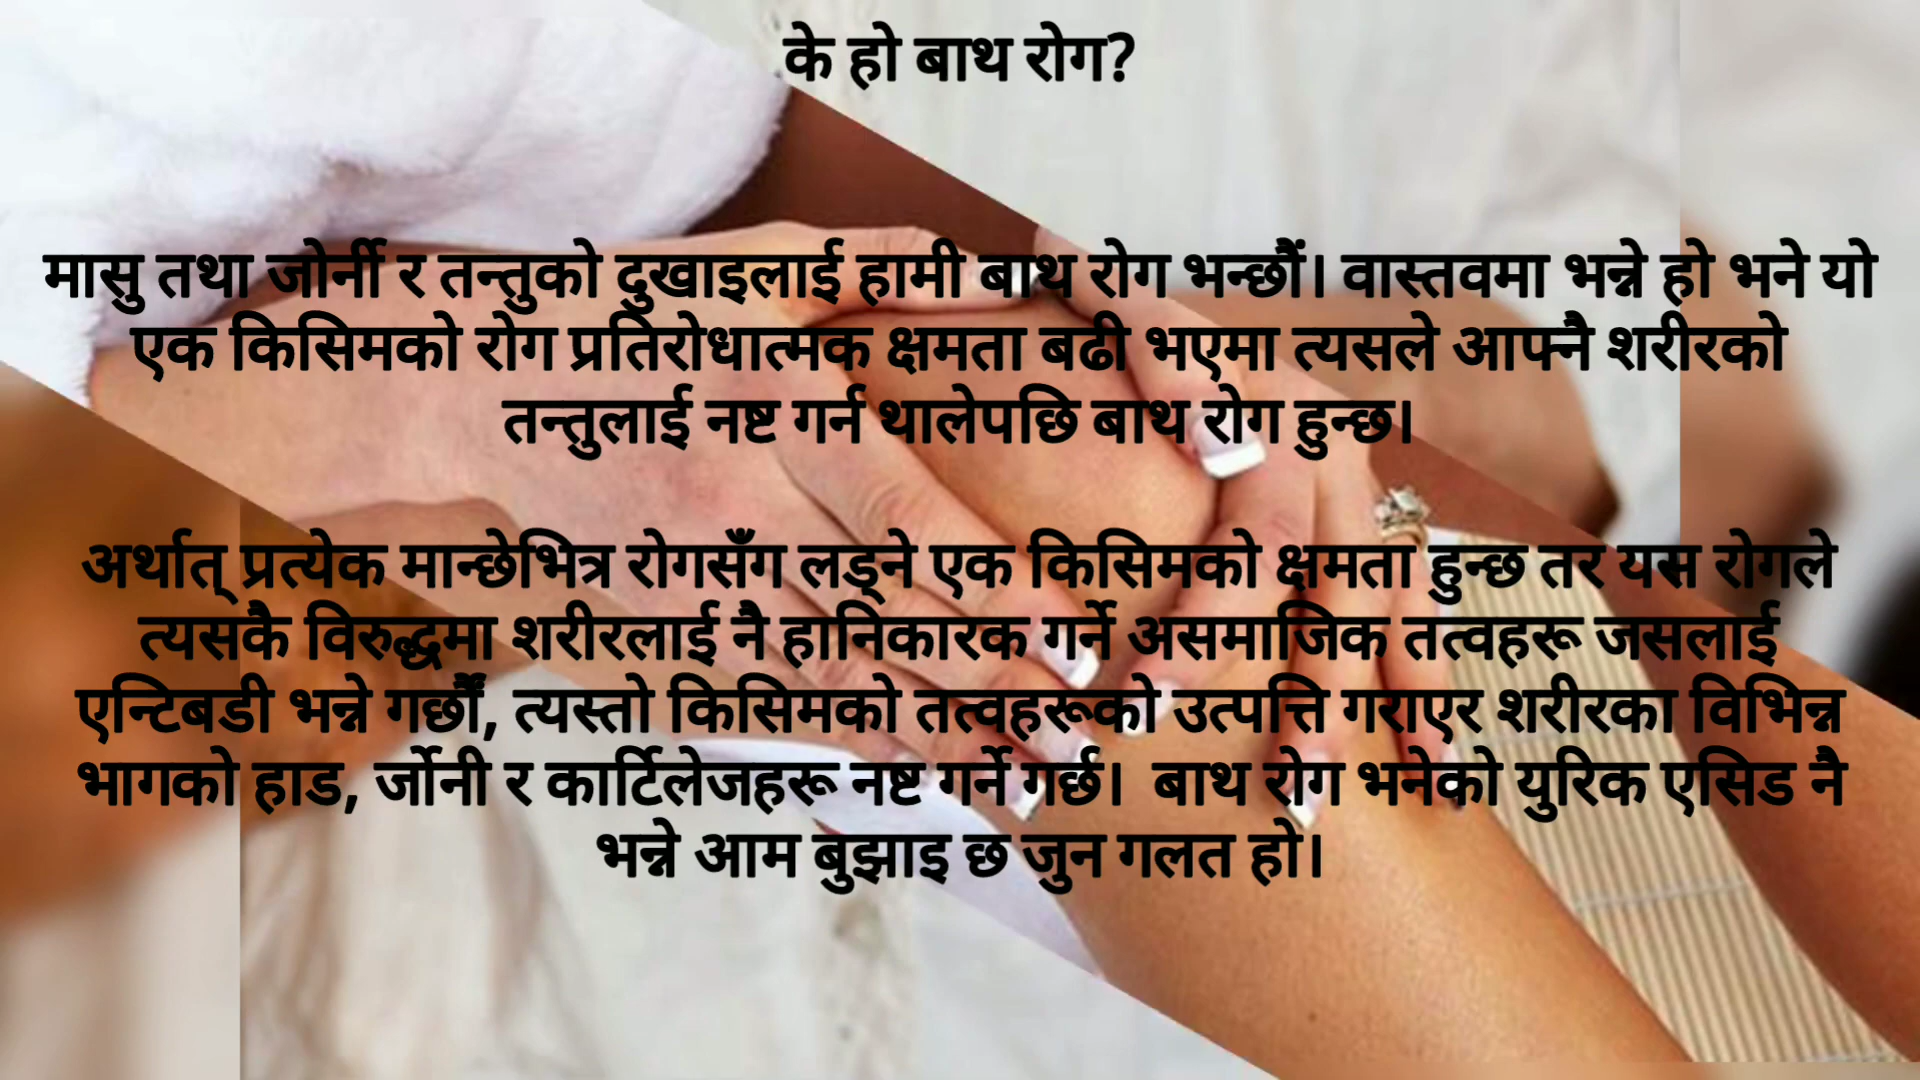 के हो बाथ रोग?
मासु तथा जोर्नी र तन्तुको दुखाइलाई हामी बाथ रोग भन्छौं। वास्तवमा भन्ने हो भने यो
एक किसिमको रोग प्रतिरोधात्मक क्षमता बढी भएमा त्यसले आफ्नै शरीरको
तन्तुलाई नष्ट गर्न थालेपछि बाथ रोग हुन्छ।
अर्थात् प्रत्येक मान्छेभित्र रोगसँग लड्ने एक किसिमको क्षमता हुन्छ तर यस रोगले
त्यसकै विरुद्धमा शरीरलाई नै हानिकारक गर्ने असमाजिक तत्वहरू जसलाई
एन्टिबडी भन्ने गर्छौं, त्यस्तो किसिमको तत्वहरूको उत्पत्ति गराएर शरीरका विभिन्न
भागको हाड, र्जोनी र कार्टिलेजहरू नष्ट गर्ने गर्छ। बाथ रोग भनेको युरिक एसिड नै
भन्ने आम बुझाइ छ जुन गलत हो।